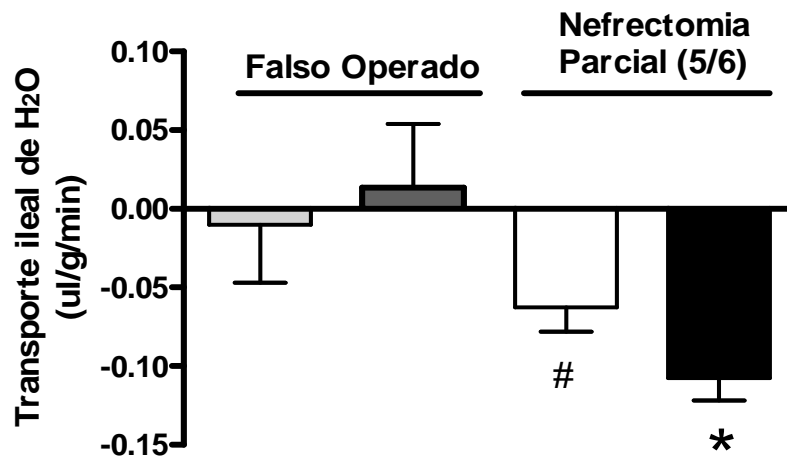 Transporte ileal de H2O
(ul/g/min)
0.10
0.05
0.00
-0.05
-0.10
-0.15
Falso Operado
Nefrectomia
Parcial (5/6)
#
*